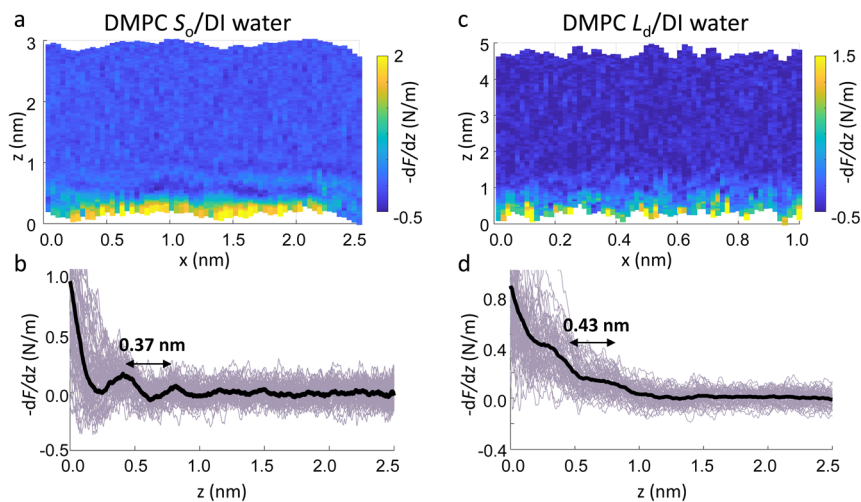 a
DMPC So/DI water
3
2
1
0
z (nm)
0.0 0.5 1.0 1.5 2.0 2.5
x (nm)
2
-0.5
-dF/dz (N/m)
c
DMPC Ld/DI water
5
4
3
2
1
0
z (nm)
0.0 0.2 0.4 0.6 0.8 1.0
x (nm)
1.5
-0.5
-dF/dz (N/m)
b
1.0
0.5
0.0
-0.5
-dF/dz (N/m)
0.37 nm
0.0 0.5 1.0 1.5 2.0 2.5
z (nm)
d
0.8
0.4
0.0
-0.4
-dF/dz (N/m)
0.43 nm
0.0 0.5 1.0 1.5 2.0 2.5
z (nm)